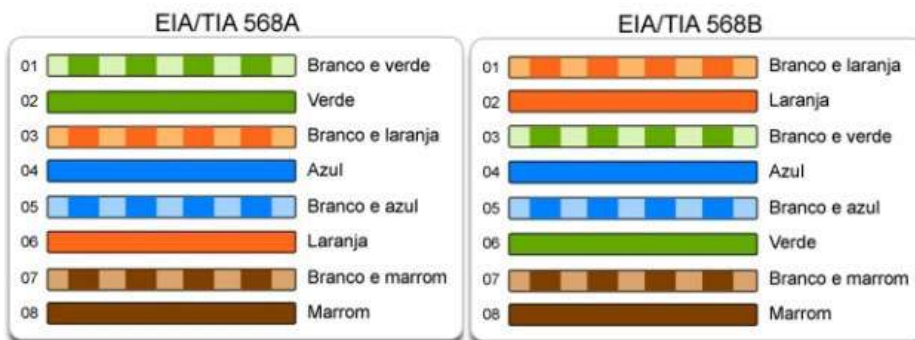 EIA/TIA 568A
01 Branco e verde
02 Verde
03 Branco e laranja
04 Azul
05 Branco e azul
06 Laranja
07 Branco e marrom
08 Marrom
EIA/TIA 568B
01 Branco e laranja
02 Laranja
03 Branco e verde
04 Azul
05 Branco e azul
06 Verde
07 Branco e marrom
08 Marrom